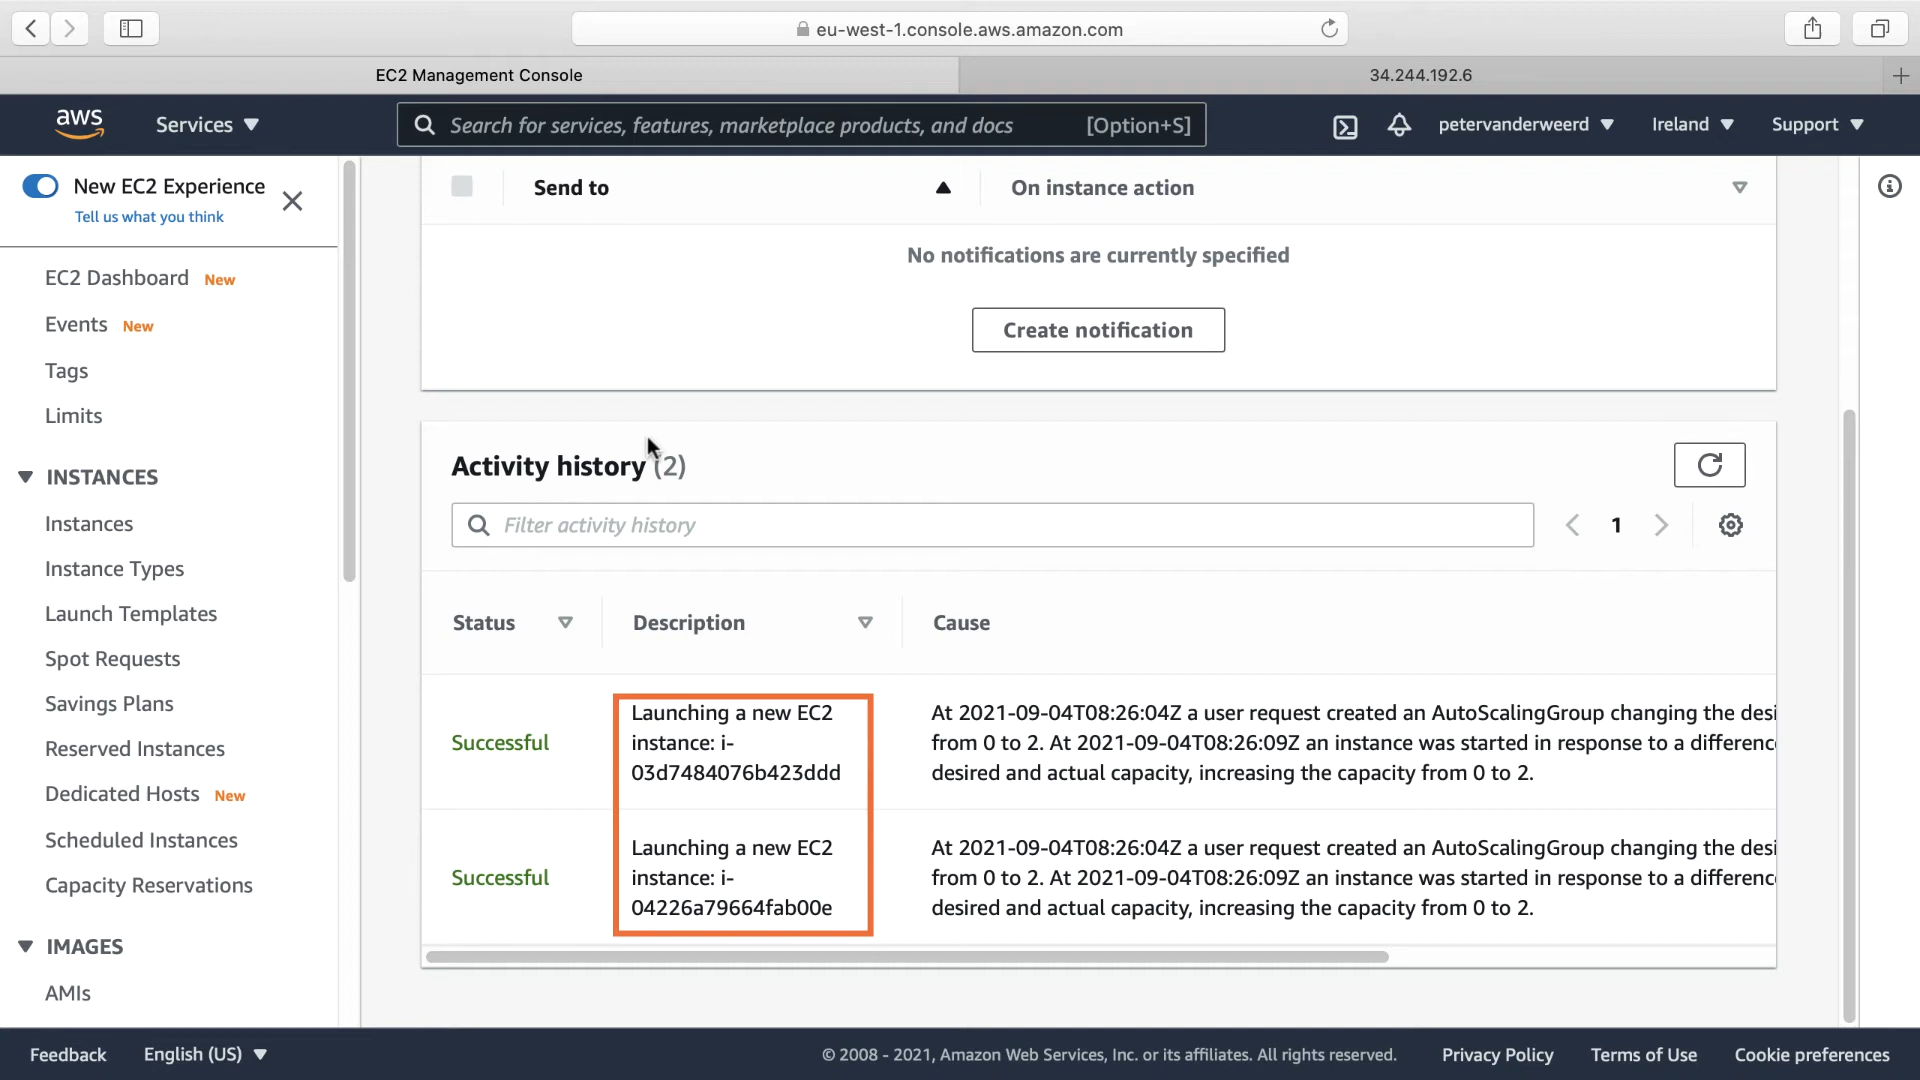 eu-west-1.console.aws.amazon.com
EC2 Management Console
34.244.192.6
aws
Services
Search for services, features, marketplace products, and docs
[Option+S]
petervanderweerd
Ireland
Support
New EC2 Experience
Tell us what you think
EC2 Dashboard New
Events New
Tags
Limits
INSTANCES
Instances
Instance Types
Launch Templates
Spot Requests
Savings Plans
Reserved Instances
Dedicated Hosts New
Scheduled Instances
Capacity Reservations
IMAGES
AMIs
Send to
On instance action
No notifications are currently specified
Create notification
Activity history (2)
Filter activity history
1
Status
Description
Cause
Successful
Launching a new EC2
instance: i-
03d7484076b423ddd
At 2021-09-04T08:26:04Z a user request created an AutoScalingGroup changing the desi
from 0 to 2. At 2021-09-04T08:26:09Z an instance was started in response to a differenc
desired and actual capacity, increasing the capacity from 0 to 2.
Successful
Launching a new EC2
instance: i-
04226a79664fab00e
At 2021-09-04T08:26:04Z a user request created an AutoScalingGroup changing the desi
from 0 to 2. At 2021-09-04T08:26:09Z an instance was started in response to a differenc
desired and actual capacity, increasing the capacity from 0 to 2.
Feedback
English (US)
© 2008 - 2021, Amazon Web Services, Inc. or its affiliates. All rights reserved.
Privacy Policy
Terms of Use
Cookie preferences